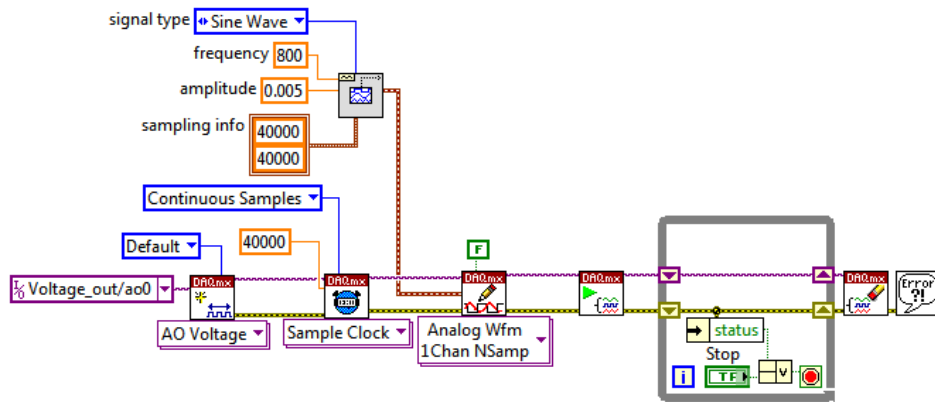 signal type
Sine Wave
frequency
800
amplitude
0.005
sampling info
40000
40000
Continuous Samples
Default
40000
F
DAQmx
DAQmx
DAQmx
DAQmx
DAQmx
Error
?!
I/O Voltage_out/ao0
AO Voltage
Sample Clock
Analog Wfm
1Chan NSamp
status
Stop
i
TF
V